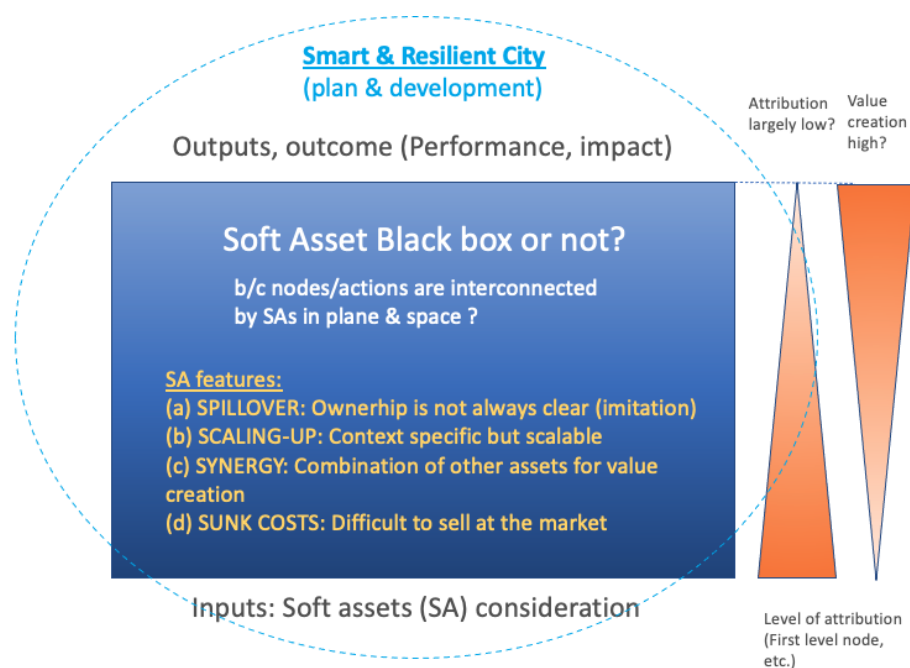 Smart & Resilient City
(plan & development)
Attribution
largely low?
Value
creation
high?
Outputs, outcome (Performance, impact)
Soft Asset Black box or not?
b/c nodes/actions are interconnected
by SAs in plane & space ?
SA features:
(a) SPILLOVER: Ownerhip is not always clear (imitation)
(b) SCALING-UP: Context specific but scalable
(c) SYNERGY: Combination of other assets for value
creation
(d) SUNK COSTS: Difficult to sell at the market
Inputs: Soft assets (SA) consideration
Level of attribution
(First level node,
etc.)